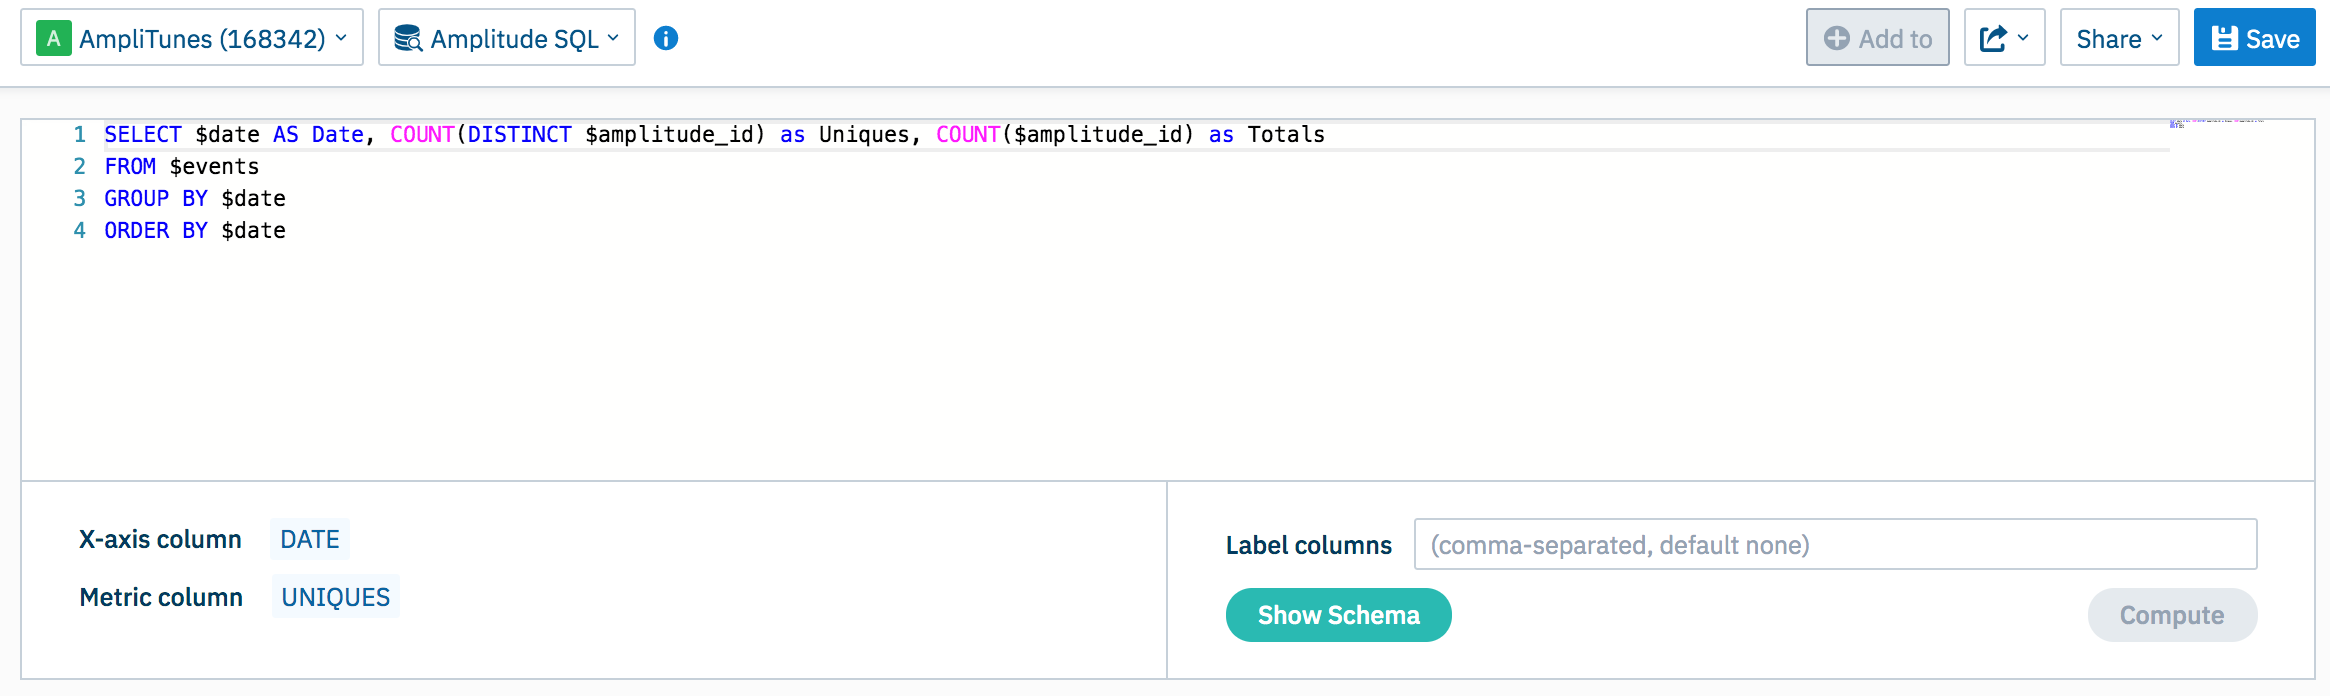 A AmpliTunes (168342) Amplitude SQL Add to Share Save
1 SELECT $date AS Date, COUNT(DISTINCT $amplitude_id) as Uniques, COUNT($amplitude_id) as Totals
2 FROM $events
3 GROUP BY $date
4 ORDER BY $date
X-axis column DATE
Metric column UNIQUES
Label columns (comma-separated, default none)
Show Schema Compute